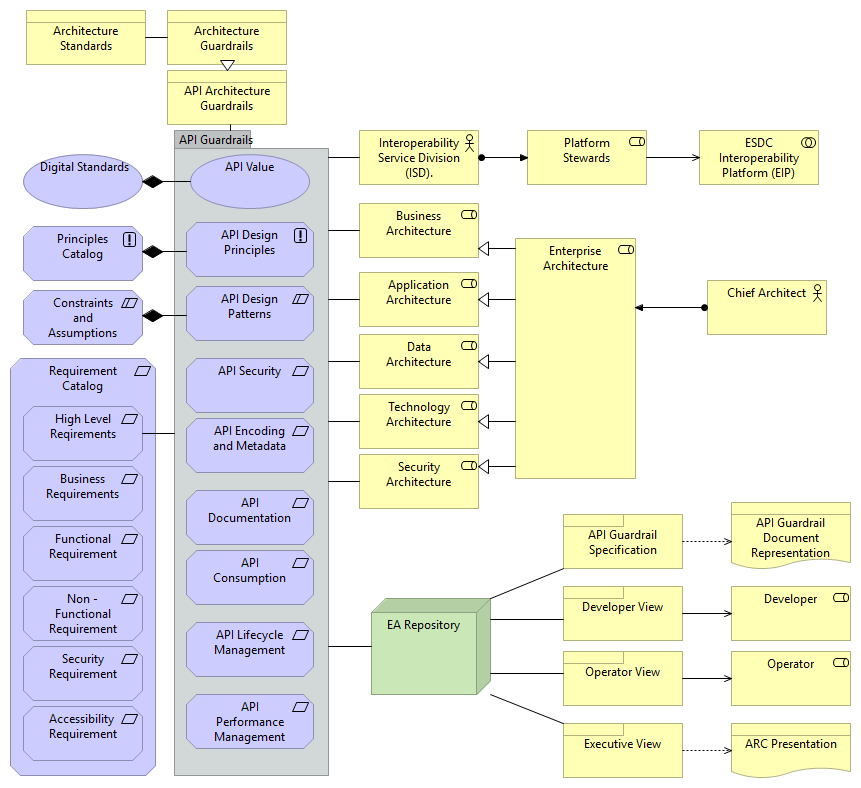 Architecture
Standards
Architecture
Guardrails
API Architecture
Guardrails
API Guardrails
Digital Standards
API Value
Principles
Catalog
API Design
Principles
Constraints
and
Assumptions
API Design
Patterns
Requirement
Catalog
High Level
Reqirements
Business
Requirements
Functional
Requirement
Non -
Functional
Requirement
Security
Requirement
Accessibility
Requirement
API Security
API Encoding
and Metadata
API
Documentation
API
Consumption
API Lifecycle
Management
API
Performance
Management
Interoperability
Service Division
(ISD).
Platform
Stewards
ESDC
Interoperability
Platform (EIP)
Business
Architecture
Application
Architecture
Data
Architecture
Technology
Architecture
Security
Architecture
Enterprise
Architecture
Chief Architect
EA Repository
API Guardrail
Specification
API Guardrail
Document
Representation
Developer View
Developer
Operator View
Operator
Executive View
ARC Presentation